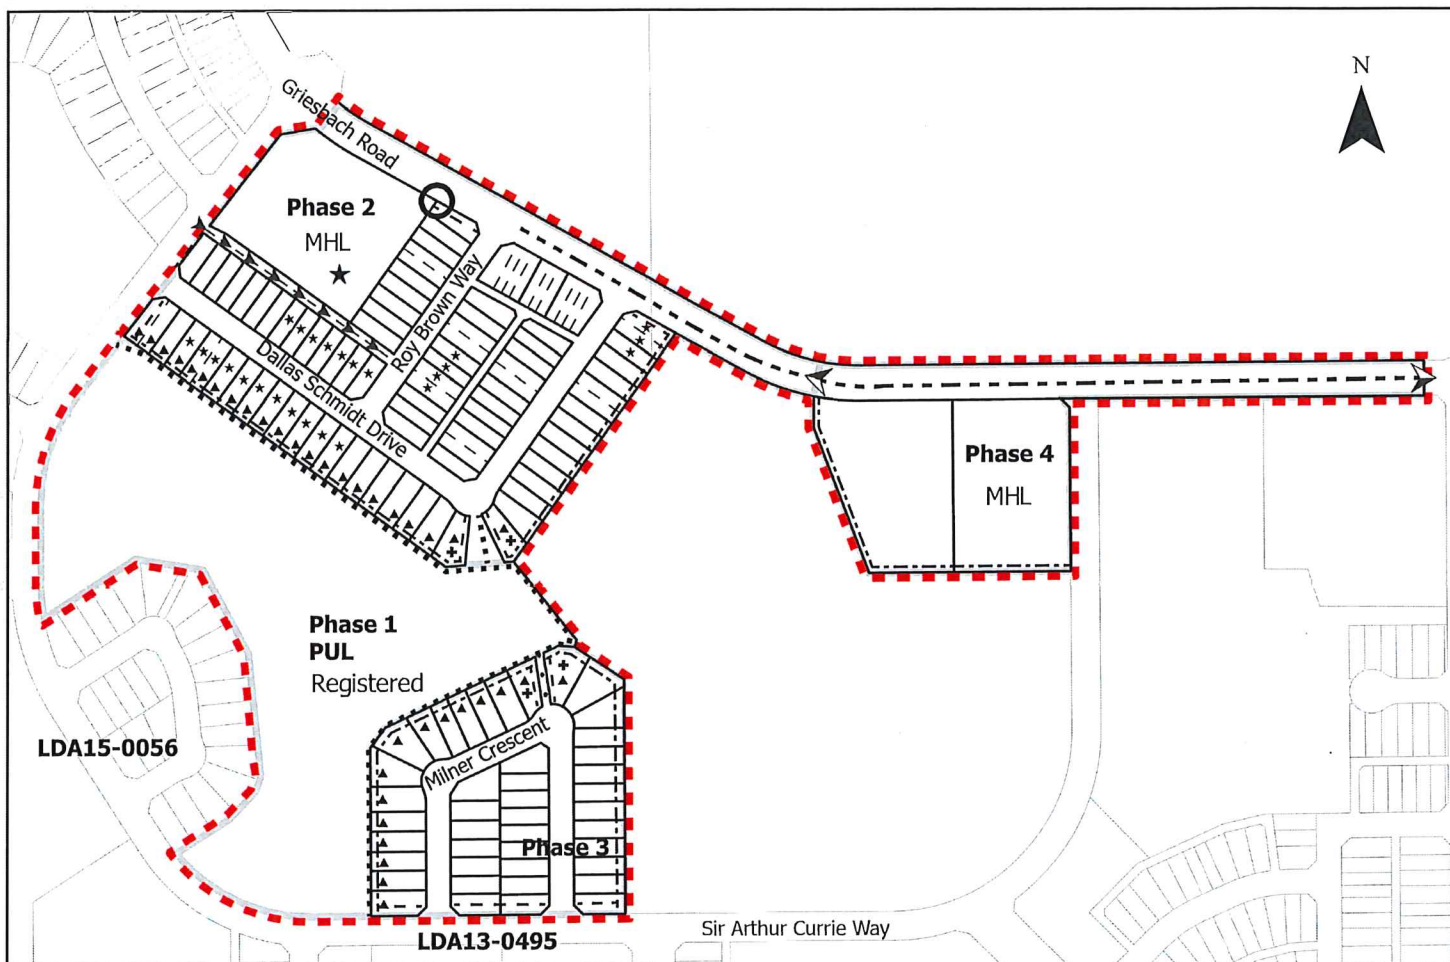 N
Griesbach Road
Phase 2
MHL
F
Roy Brown Way
Dallas Schmidt Drive
Phase 4
MHL
Phase 1
PUL
Registered
Milner Crescent
LDA15-0056
Phase 3
Sir Arthur Currie Way
LDA13-0495